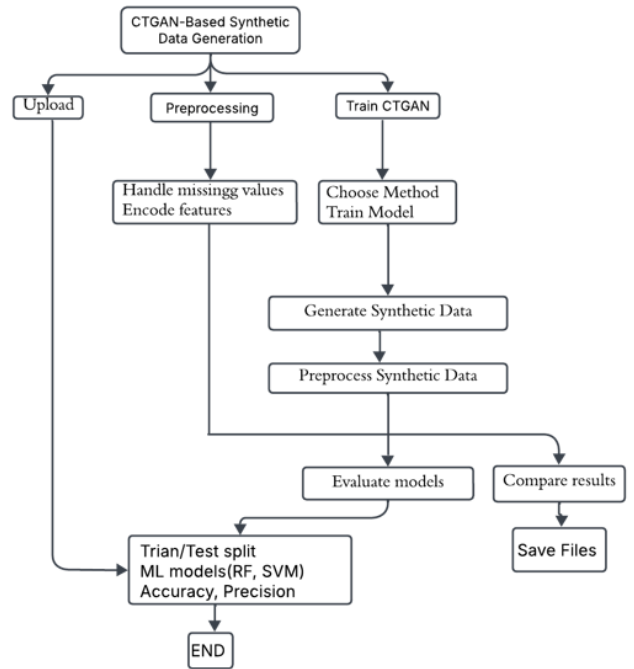 CTGAN-Based Synthetic
Data Generation
Upload
Preprocessing
Train CTGAN
Handle missingg values
Encode features
Choose Method
Train Model
Generate Synthetic Data
Preprocess Synthetic Data
Evaluate models
Compare results
Trian/Test split
ML models(RF, SVM)
Accuracy, Precision
Save Files
END